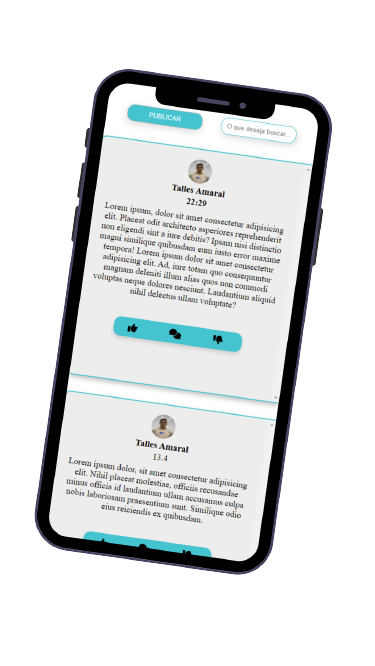 PUBLICAR
O que deseja buscar...
Talles Amaral
22:29
Lorem ipsum, dolor sit amet consectetur adipisicing
elit. Placeat odit architecto asperiores reprehenderit
non eligendi sint a iure debitis? Ipsam nisi distinctio
magni similique quibusdam eum iusto error maxime
tempora! Lorem ipsum dolor sit amet consectetur
adipisicing elit. Ad, iure totam quo consequuntur
magnam deleniti illum alias quos non commodi
voluptas neque dolores nesciunt. Laudantium aliquid
nihil delectus ullam voluptate?
Talles Amaral
13.4
Lorem ipsum dolor, sit amet consectetur adipisicing
elit. Nihil placeat molestiae, officiis recusandae
minus officia id laudantium ullam accusamus culpa
nobis laboriosam praesentium sunt. Similique odio
eius reiciendis ex quibusdam.